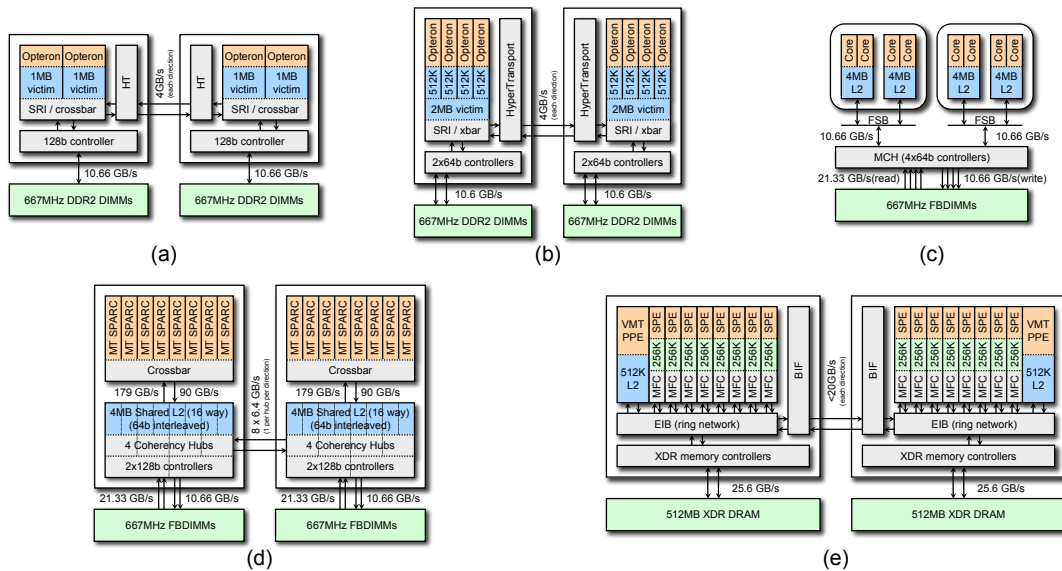 Opteron Opteron
1MB victim 1MB victim
SRI / crossbar
128b controller
HT
4GB/s
(each direction)
HT
Opteron Opteron
1MB victim 1MB victim
SRI / crossbar
128b controller
10.66 GB/s
10.66 GB/s
667MHz DDR2 DIMMs
667MHz DDR2 DIMMs
(a)
Opteron Opteron Opteron Opteron
512K 512K 512K 512K
2MB victim
SRI / xbar
2x64b controllers
HyperTransport
4GB/s
(each direction)
HyperTransport
Opteron Opteron Opteron Opteron
512K 512K 512K 512K
2MB victim
SRI / xbar
2x64b controllers
10.6 GB/s
10.6 GB/s
667MHz DDR2 DIMMs
667MHz DDR2 DIMMs
(b)
Core Core Core Core Core Core Core Core
4MB L2 4MB L2 4MB L2 4MB L2
FSB FSB
10.66 GB/s 10.66 GB/s
MCH (4x64b controllers)
21.33 GB/s(read) 10.66 GB/s(write)
667MHz FBDIMMs
(c)
MT SPARC MT SPARC MT SPARC MT SPARC MT SPARC MT SPARC MT SPARC MT SPARC
Crossbar
179 GB/s 90 GB/s
4MB Shared L2 (16 way)
(64b interleaved)
4 Coherency Hubs
2x128b controllers
21.33 GB/s 10.66 GB/s
667MHz FBDIMMs
8 x 6.4 GB/s
(1 per hub per direction)
MT SPARC MT SPARC MT SPARC MT SPARC MT SPARC MT SPARC MT SPARC MT SPARC
Crossbar
179 GB/s 90 GB/s
4MB Shared L2 (16 way)
(64b interleaved)
4 Coherency Hubs
2x128b controllers
21.33 GB/s 10.66 GB/s
667MHz FBDIMMs
(d)
VMT PPE
512K L2
SPE SPE SPE SPE SPE SPE SPE SPE
256K 256K 256K 256K 256K 256K 256K 256K
MFC MFC MFC MFC MFC MFC MFC MFC
EIB (ring network)
XDR memory controllers
25.6 GB/s
512MB XDR DRAM
BIF
<20GB/s
(each direction)
BIF
SPE SPE SPE SPE SPE SPE SPE SPE
256K 256K 256K 256K 256K 256K 256K 256K
MFC MFC MFC MFC MFC MFC MFC MFC
VMT PPE
512K L2
EIB (ring network)
XDR memory controllers
25.6 GB/s
512MB XDR DRAM
(e)